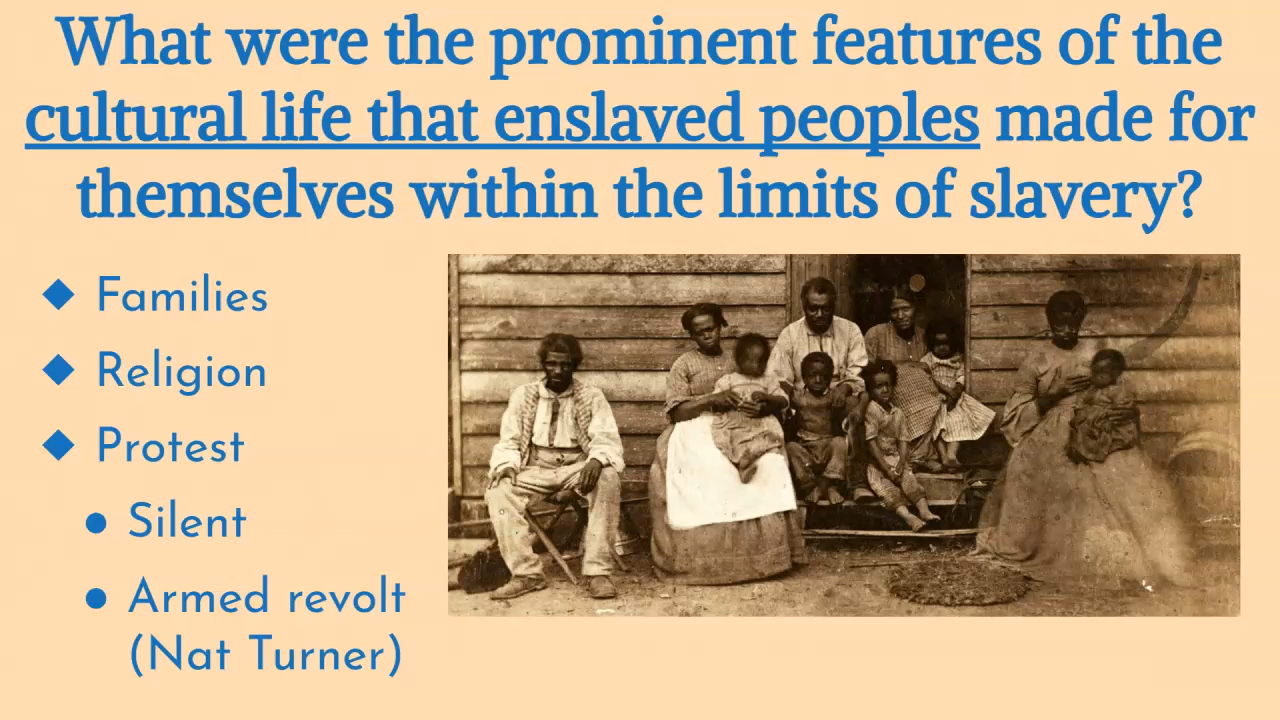 What were the prominent features of the
cultural life that enslaved peoples made for
themselves within the limits of slavery?
Families
Religion
Protest
Silent
Armed revolt
(Nat Turner)